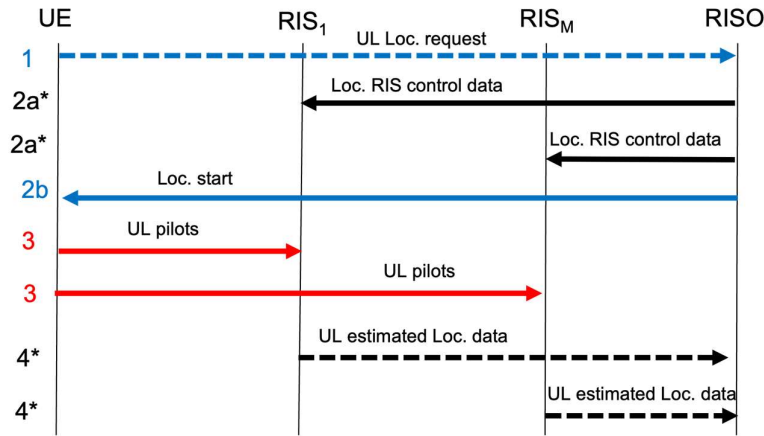 UE RIS₁ RIS_M RISO
1 UL Loc. request
2a* Loc. RIS control data
2a* Loc. RIS control data
2b Loc. start
3 UL pilots
3 UL pilots
4* UL estimated Loc. data
4* UL estimated Loc. data